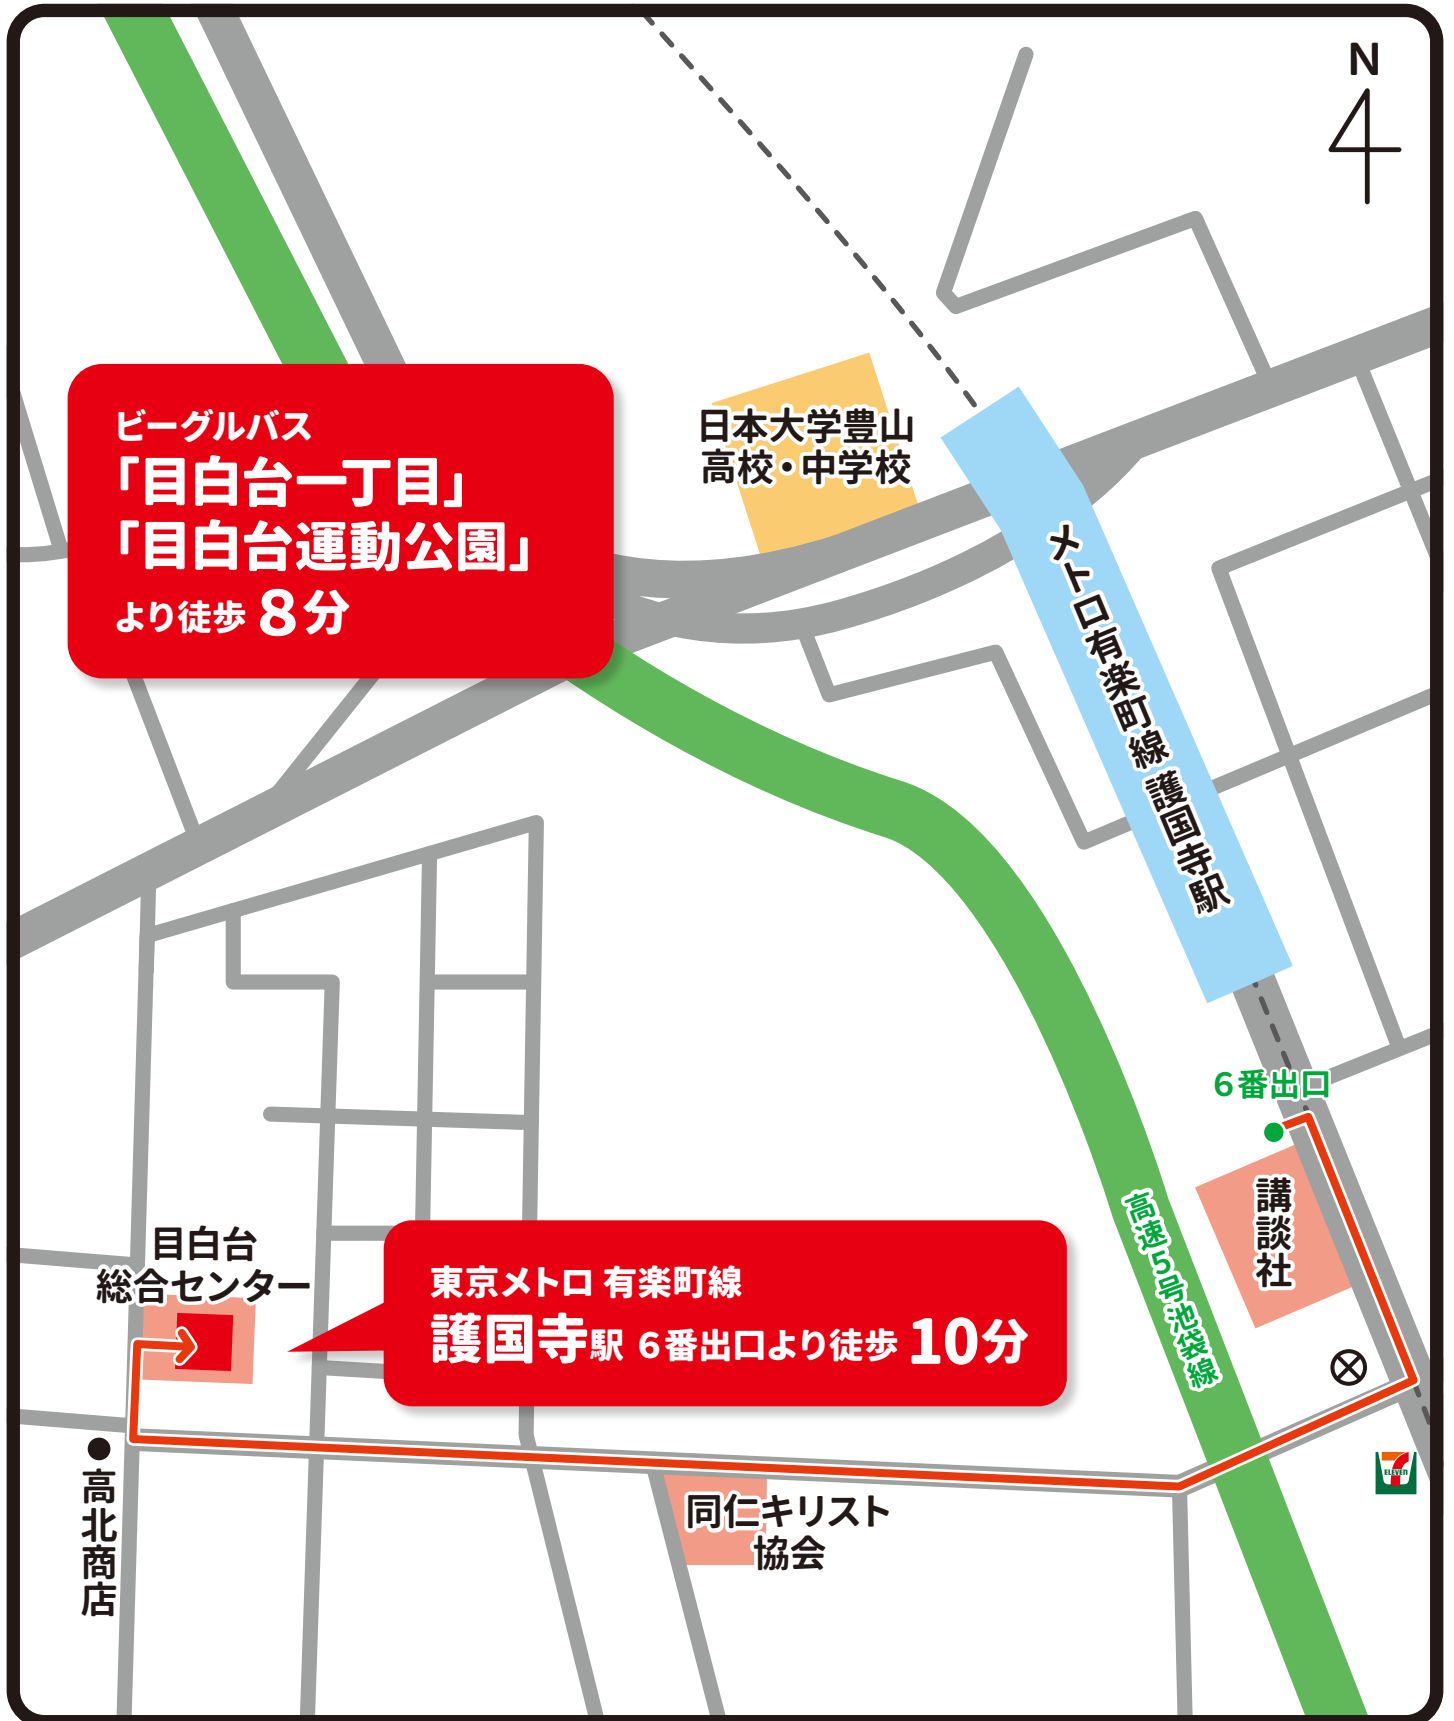 N
ビーグルバス
「目白台一丁目」
「目白台運動公園」
より徒歩 8分
日本大学豊山
高校・中学校
メトロ有楽町線 護国寺駅
6番出口
講談社
高速5号池袋線
目白台
総合センター
東京メトロ 有楽町線
護国寺駅 6番出口より徒歩 10分
7
ELEVEN
高北商店
同仁キリスト
協会